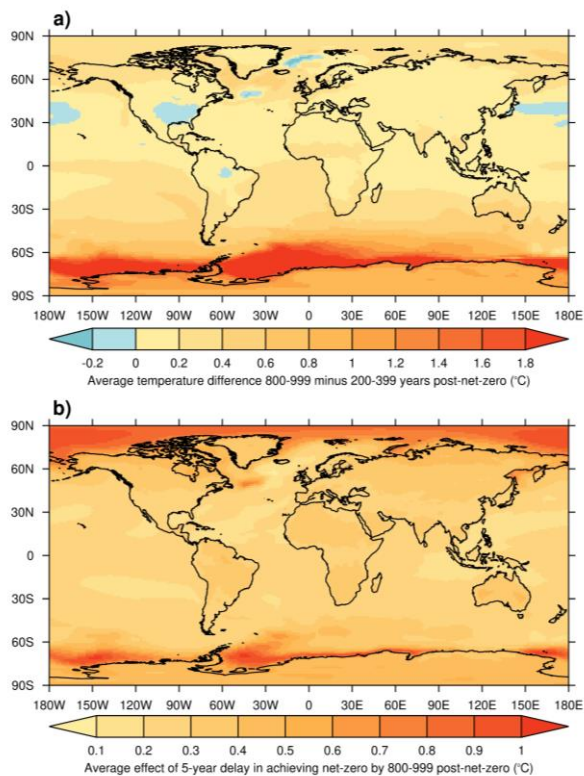 a)
90N
60N
30N
0
30S
60S
90S
180W 150W 120W 90W 60W 30W 0 30E 60E 90E 120E 150E 180E
-0.2 0 0.2 0.4 0.6 0.8 1 1.2 1.4 1.6 1.8
Average temperature difference 800-999 minus 200-399 years post-net-zero (°C)
b)
90N
60N
30N
0
30S
60S
90S
180W 150W 120W 90W 60W 30W 0 30E 60E 90E 120E 150E 180E
0.1 0.2 0.3 0.4 0.5 0.6 0.7 0.8 0.9 1
Average effect of 5-year delay in achieving net-zero by 800-999 post-net-zero (°C)